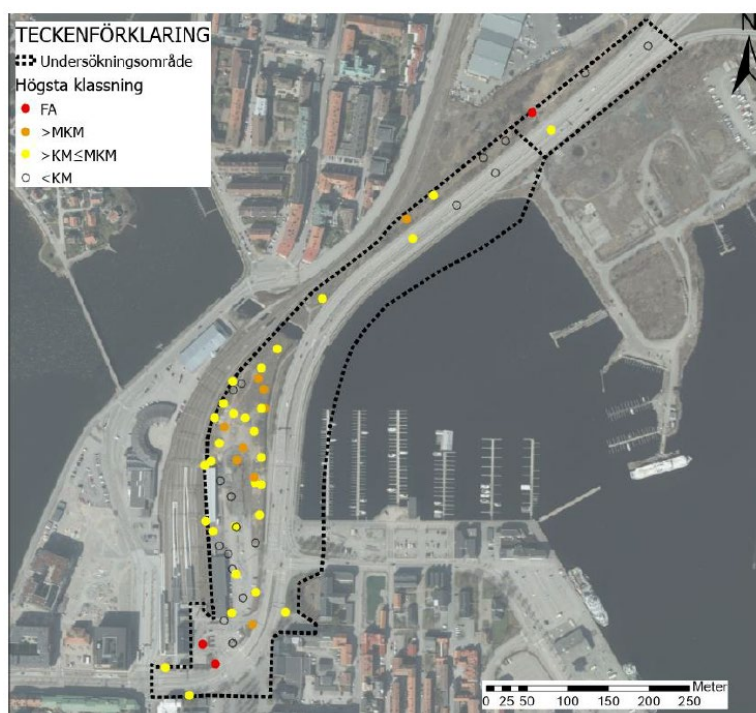 TECKENFÖRKLARING
Undersökningsområde
Högsta klassning
FA
>MKM
>KM≤MKM
<KM
N
Meter
0 25 50 100 150 200 250